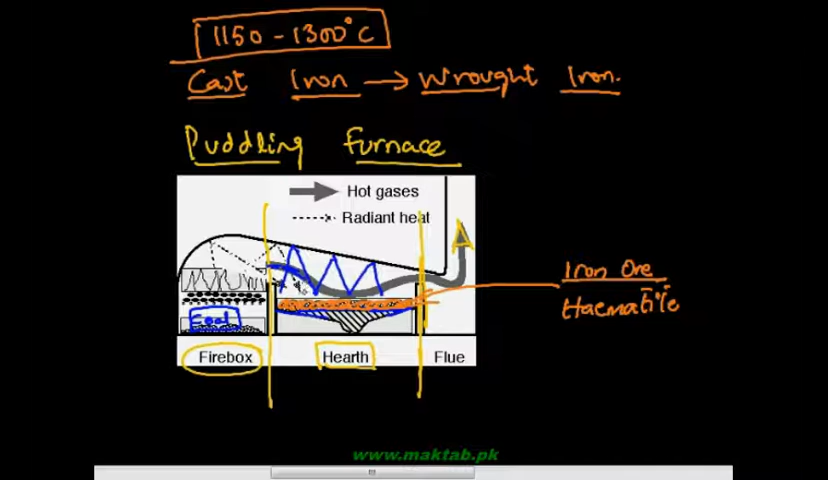 1150 - 1300°C
Cast Iron → Wrought Iron.
Puddling Furnace
Hot gases
Radiant heat
Iron Ore
Haematite
Coal
Firebox
Hearth
Flue
www.maktab.pk